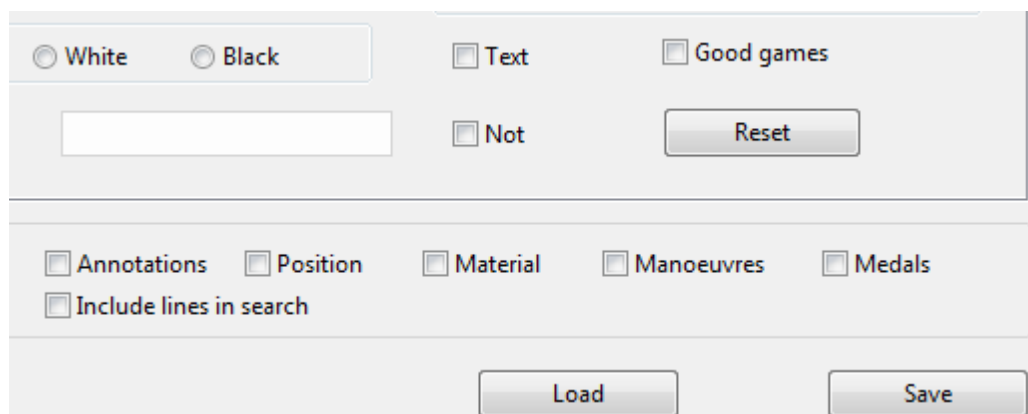 White Black Text Good games
Not Reset
Annotations Position Material Manoeuvres Medals
Include lines in search
Load Save